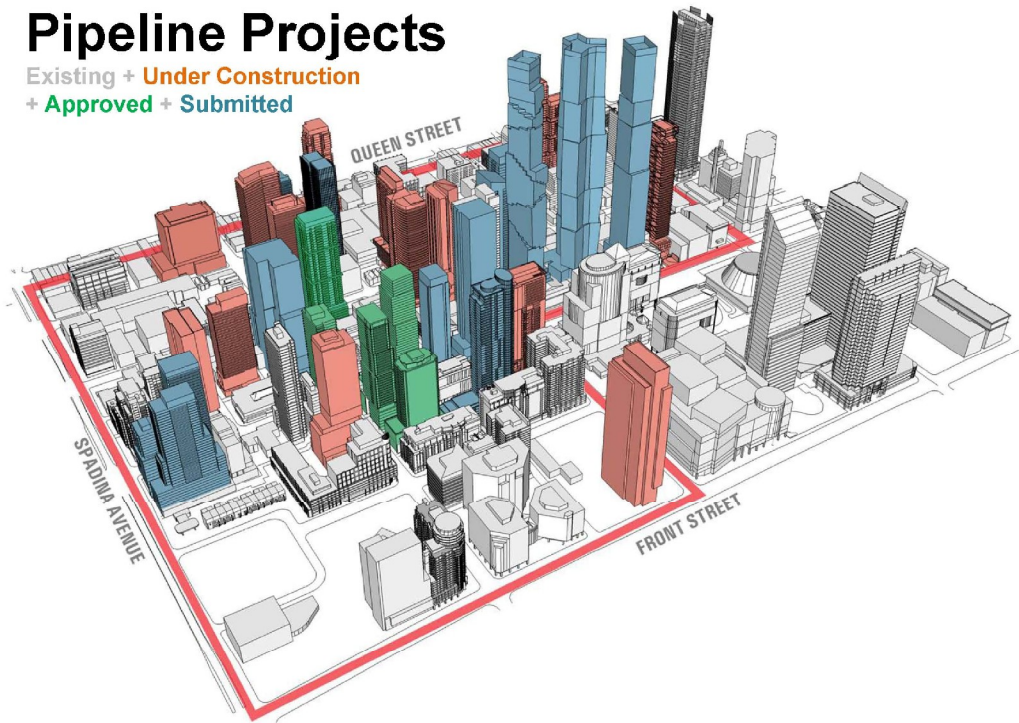 Pipeline Projects
Existing + Under Construction
+ Approved + Submitted
QUEEN STREET
SPADINA AVENUE
FRONT STREET